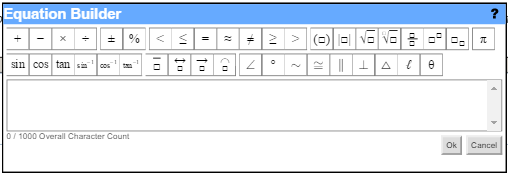 Equation Builder ?
+ − × ÷ ± % < ≤ = ≈ ≠ ≥ > (□) |□| √□ ∛□ □/□ □^□ □_□ π
sin cos tan sin⁻¹ cos⁻¹ tan⁻¹ ∠ ° ~ ≅ ∥ ⊥ △ ℓ θ
0 / 1000 Overall Character Count
Ok Cancel